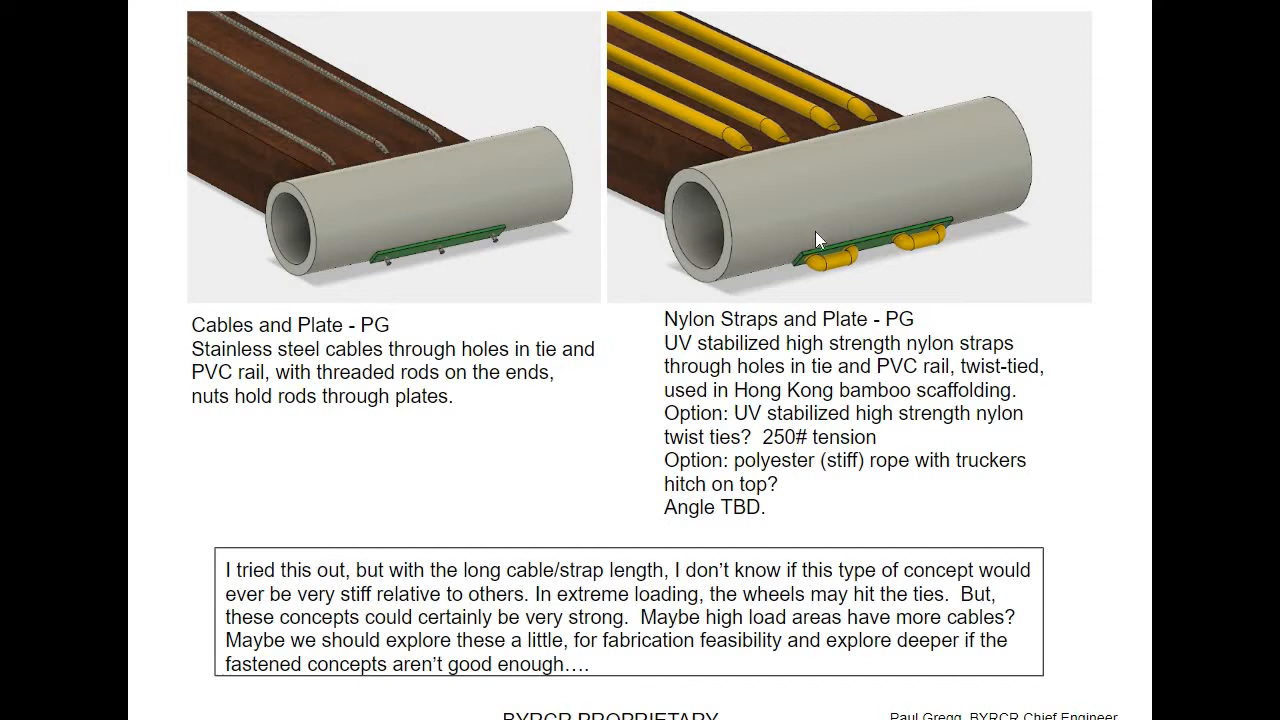 Cables and Plate - PG
Stainless steel cables through holes in tie and
PVC rail, with threaded rods on the ends,
nuts hold rods through plates.
Nylon Straps and Plate - PG
UV stabilized high strength nylon straps
through holes in tie and PVC rail, twist-tied,
used in Hong Kong bamboo scaffolding.
Option: UV stabilized high strength nylon
twist ties?  250# tension
Option: polyester (stiff) rope with truckers
hitch on top?
Angle TBD.
I tried this out, but with the long cable/strap length, I don’t know if this type of concept would
ever be very stiff relative to others. In extreme loading, the wheels may hit the ties.  But,
these concepts could certainly be very strong.  Maybe high load areas have more cables?
Maybe we should explore these a little, for fabrication feasibility and explore deeper if the
fastened concepts aren’t good enough….
BYRCR PROPRIETARY
Paul Gregg, BYRCR Chief Engineer